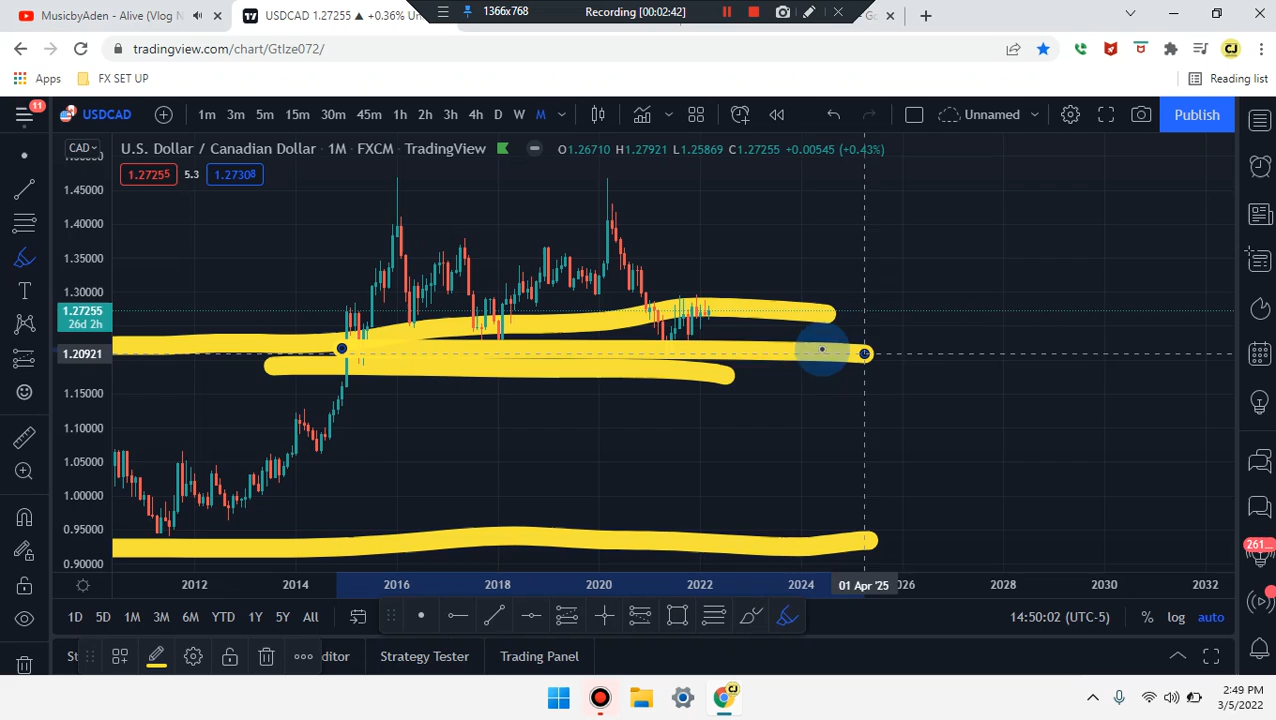 MusicbyAden - Alive (Vlog N
USDCAD 1.27255 ▲ +0.36% Un
1366x768
Recording [00:02:42]
tradingview.com/chart/GtIze072/
Apps
FX SET UP
Reading list
11
USDCAD
1m 3m 5m 15m 30m 45m 1h 2h 3h 4h D W M
Unnamed
Publish
CAD
U.S. Dollar / Canadian Dollar · 1M · FXCM · TradingView
O1.26710 H1.27921 L1.25869 C1.27255 +0.00545 (+0.43%)
1.27255 5.3 1.27308
1.45000
1.40000
1.35000
1.30000
1.27255
26d 2h
1.20921
1.15000
1.10000
1.05000
1.00000
0.95000
0.90000
261...
2012 2014 2016 2018 2020 2022 2024 01 Apr '25 026 2028 2030 2032
1D 5D 1M 3M 6M YTD 1Y 5Y All
14:50:02 (UTC-5)
% log auto
St
ditor
Strategy Tester
Trading Panel
2:49 PM
3/5/2022